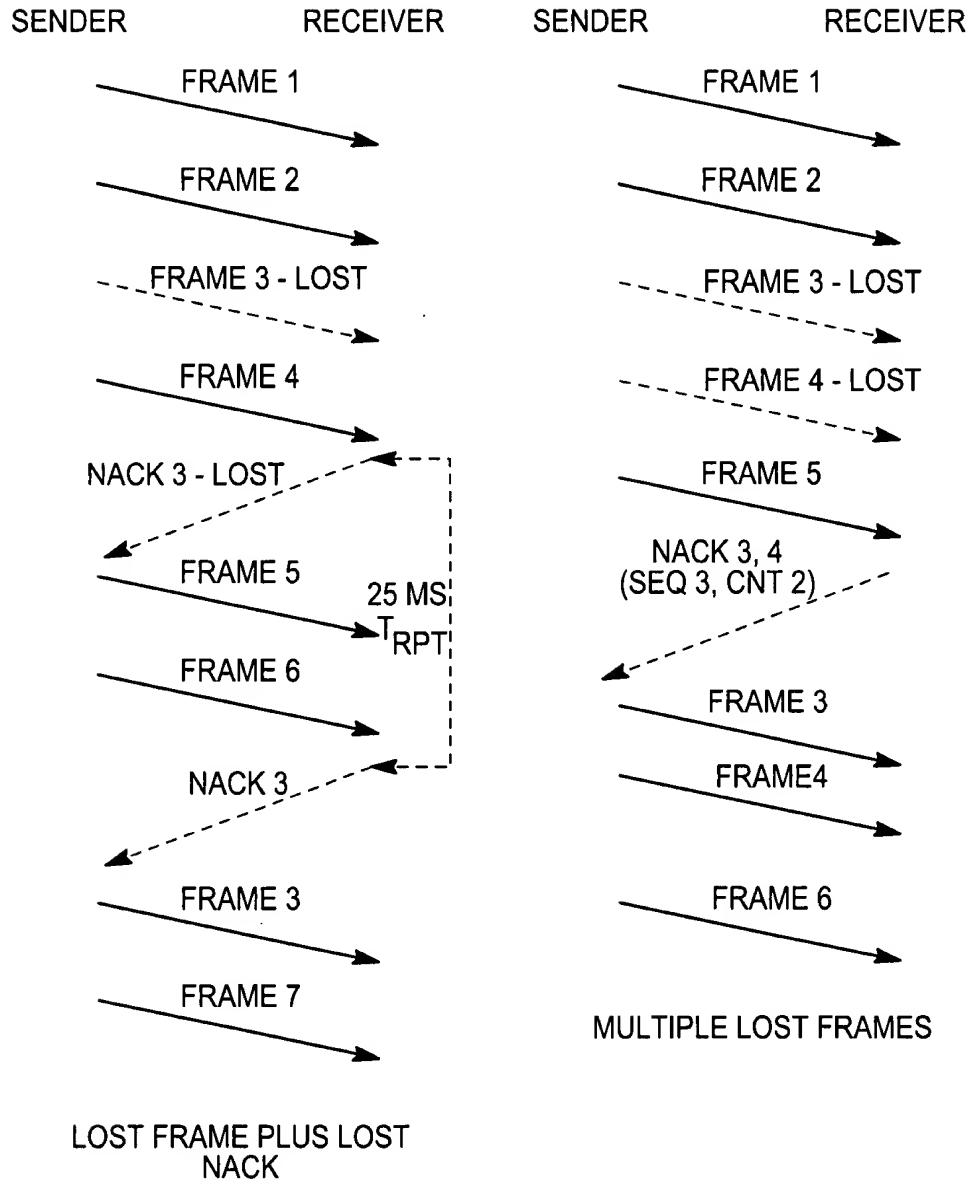 SENDER
RECEIVER
FRAME 1
FRAME 2
FRAME 3 - LOST
FRAME 4
NACK 3 - LOST
FRAME 5
25 MS
TRPT
FRAME 6
NACK 3
FRAME 3
FRAME 7
LOST FRAME PLUS LOST
NACK
SENDER
RECEIVER
FRAME 1
FRAME 2
FRAME 3 - LOST
FRAME 4 - LOST
FRAME 5
NACK 3, 4
(SEQ 3, CNT 2)
FRAME 3
FRAME4
FRAME 6
MULTIPLE LOST FRAMES